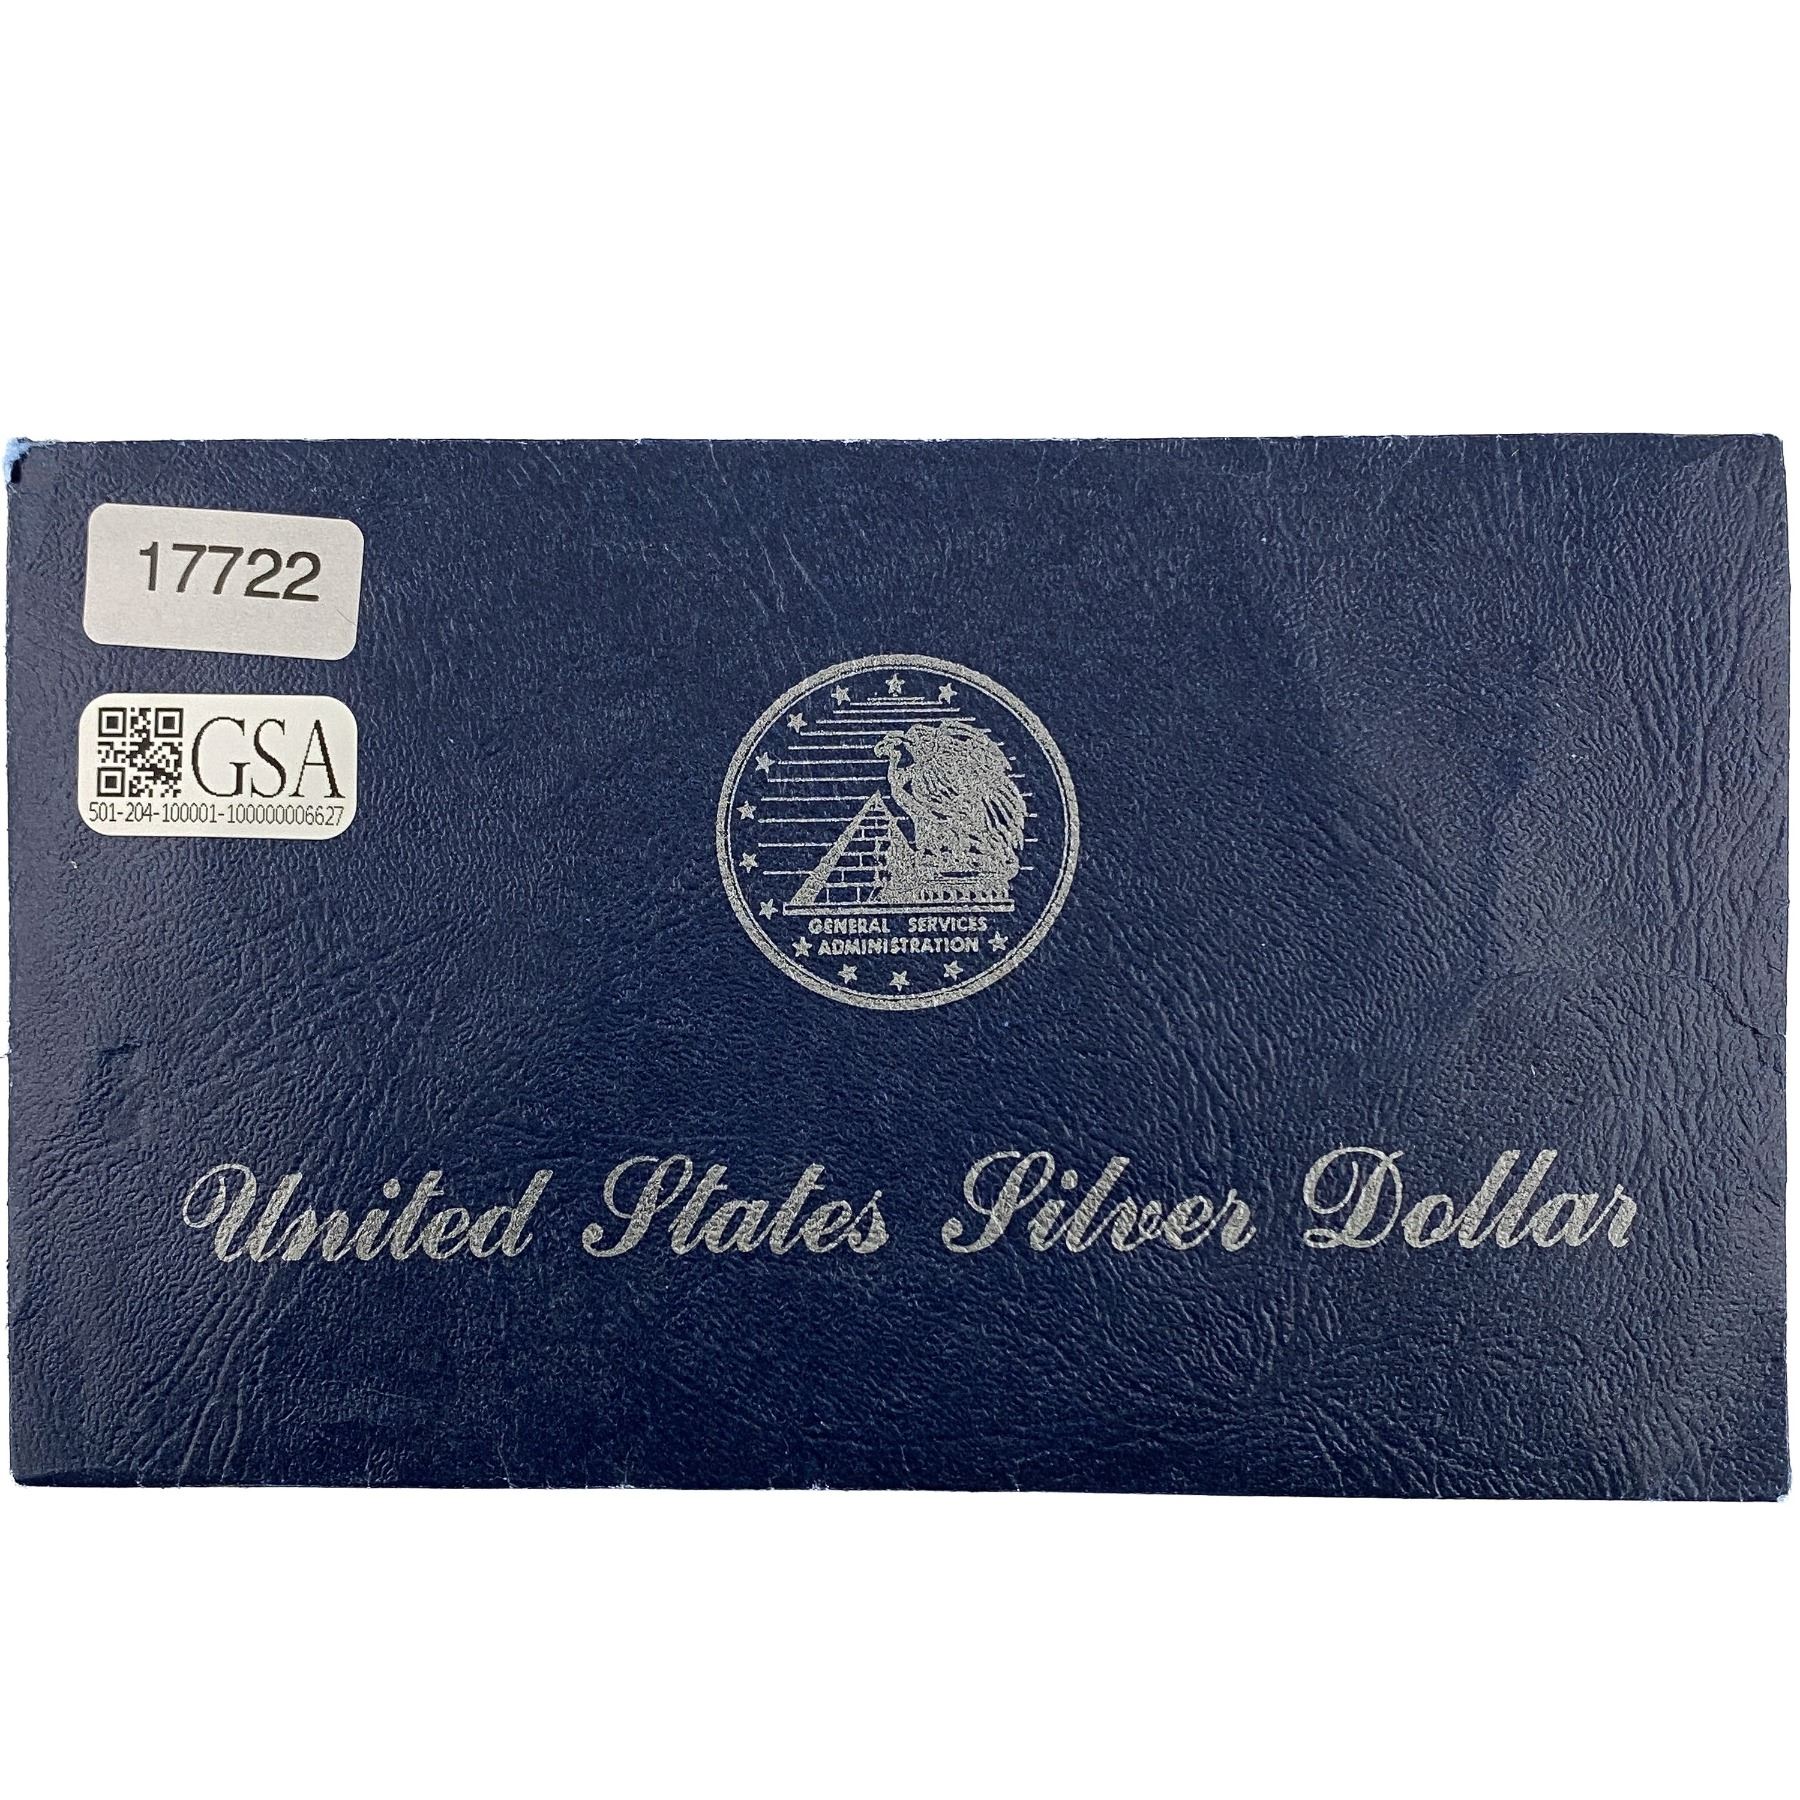 17722
GSA
501-204-100001-100000006627
GENERAL SERVICES
ADMINISTRATION
United States Silver Dollar